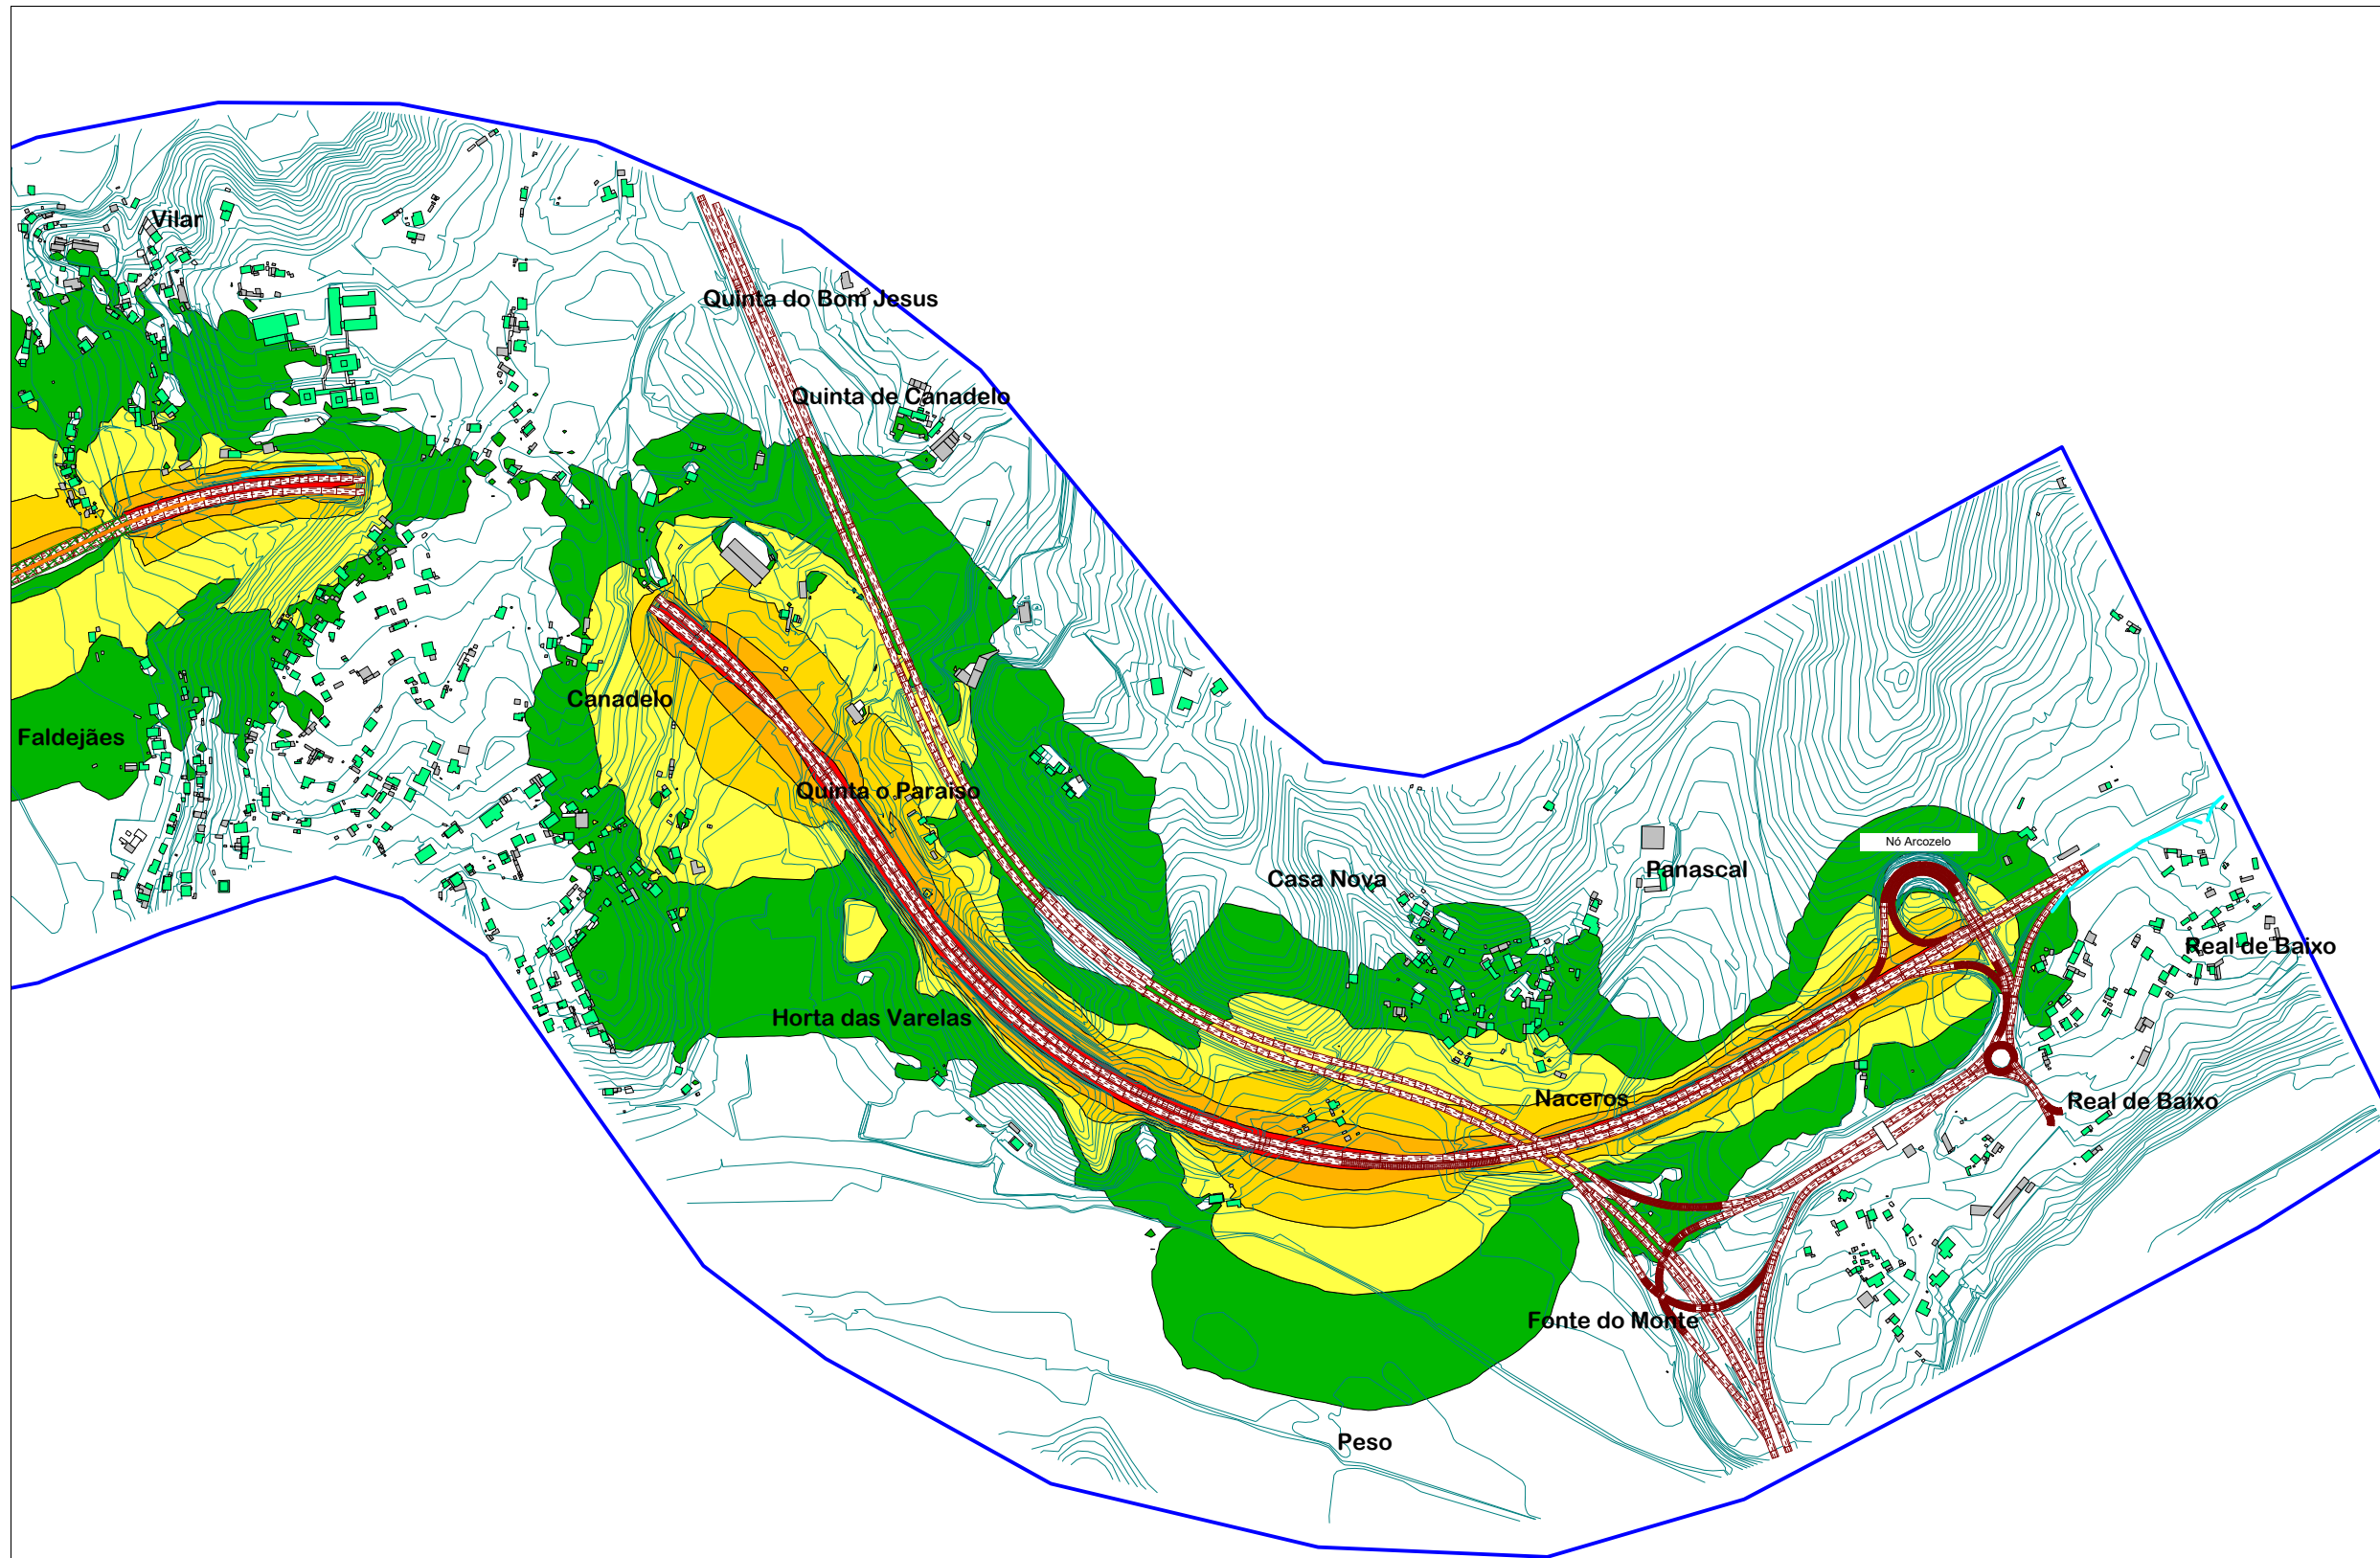 Vilar
Quinta do Bom Jesus
Quinta de Canadelo
Canadelo
Faldejães
Quinta o Paraiso
Nó Arcozelo
Panascal
Casa Nova
Real de Baixo
Horta das Varelas
Naceros
Real de Baixo
Fonte do Monte
Peso